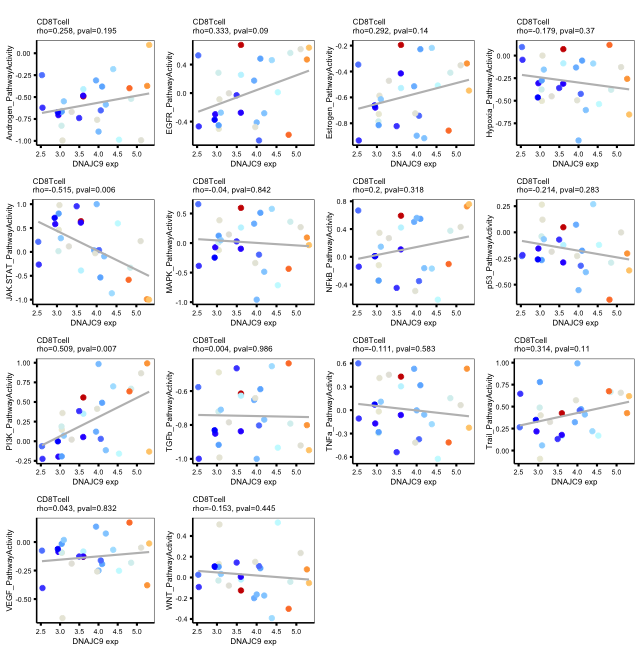 CD8Tcell
rho=0.258, pval=0.195
Androgen_PathwayActivity
0.00
-0.25
-0.50
-0.75
-1.00
2.5 3.0 3.5 4.0 4.5 5.0
DNAJC9 exp
CD8Tcell
rho=0.333, pval=0.09
EGFR_PathwayActivity
0.4
0.0
-0.4
2.5 3.0 3.5 4.0 4.5 5.0
DNAJC9 exp
CD8Tcell
rho=0.292, pval=0.14
Estrogen_PathwayActivity
-0.2
-0.4
-0.6
-0.8
2.5 3.0 3.5 4.0 4.5 5.0
DNAJC9 exp
CD8Tcell
rho=-0.179, pval=0.37
Hypoxia_PathwayActivity
0.00
-0.25
-0.50
-0.75
2.5 3.0 3.5 4.0 4.5 5.0
DNAJC9 exp
CD8Tcell
rho=-0.515, pval=0.006
JAK-STAT_PathwayActivity
1.0
0.5
0.0
-0.5
-1.0
2.5 3.0 3.5 4.0 4.5 5.0
DNAJC9 exp
CD8Tcell
rho=-0.04, pval=0.842
MAPK_PathwayActivity
0.5
0.0
-0.5
-1.0
2.5 3.0 3.5 4.0 4.5 5.0
DNAJC9 exp
CD8Tcell
rho=0.2, pval=0.318
NFkB_PathwayActivity
0.8
0.4
0.0
-0.4
2.5 3.0 3.5 4.0 4.5 5.0
DNAJC9 exp
CD8Tcell
rho=-0.214, pval=0.283
p53_PathwayActivity
0.25
0.00
-0.25
-0.50
2.5 3.0 3.5 4.0 4.5 5.0
DNAJC9 exp
CD8Tcell
rho=0.509, pval=0.007
PI3K_PathwayActivity
1.00
0.75
0.50
0.25
0.00
-0.25
2.5 3.0 3.5 4.0 4.5 5.0
DNAJC9 exp
CD8Tcell
rho=0.004, pval=0.986
TGFb_PathwayActivity
-0.6
-0.8
-1.0
2.5 3.0 3.5 4.0 4.5 5.0
DNAJC9 exp
CD8Tcell
rho=-0.111, pval=0.583
TNFa_PathwayActivity
0.6
0.3
0.0
-0.3
-0.6
2.5 3.0 3.5 4.0 4.5 5.0
DNAJC9 exp
CD8Tcell
rho=0.314, pval=0.11
Trail_PathwayActivity
1.00
0.75
0.50
0.25
0.00
2.5 3.0 3.5 4.0 4.5 5.0
DNAJC9 exp
CD8Tcell
rho=0.043, pval=0.832
VEGF_PathwayActivity
0.00
-0.25
-0.50
2.5 3.0 3.5 4.0 4.5 5.0
DNAJC9 exp
CD8Tcell
rho=-0.153, pval=0.445
WNT_PathwayActivity
0.4
0.2
0.0
-0.2
-0.4
2.5 3.0 3.5 4.0 4.5 5.0
DNAJC9 exp